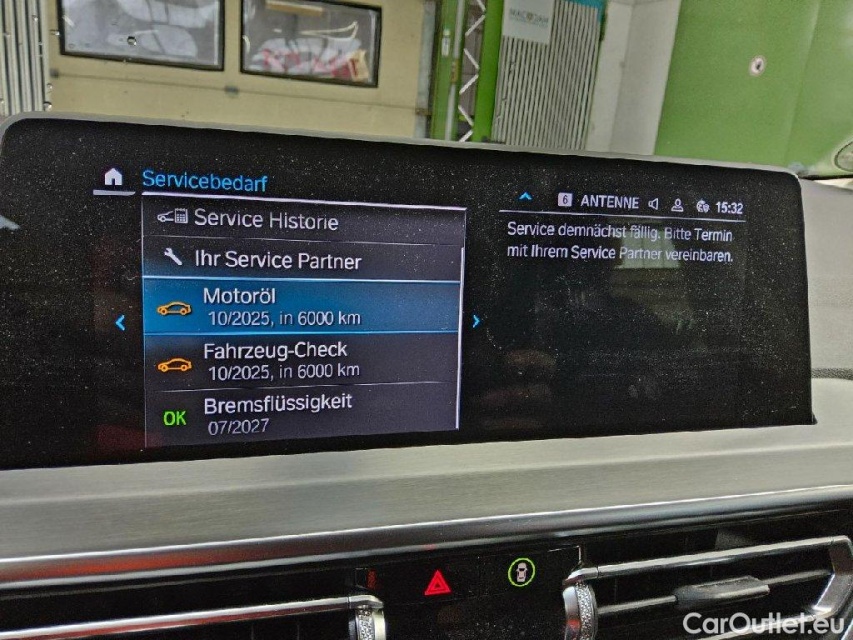 Servicebedarf
6 ANTENNE 15:32
Service Historie
Ihr Service Partner
Motoröl
10/2025, in 6000 km
Fahrzeug-Check
10/2025, in 6000 km
OK Bremsflüssigkeit
07/2027
Service demnächst fällig. Bitte Termin
mit Ihrem Service Partner vereinbaren.
CarOutlet.eu